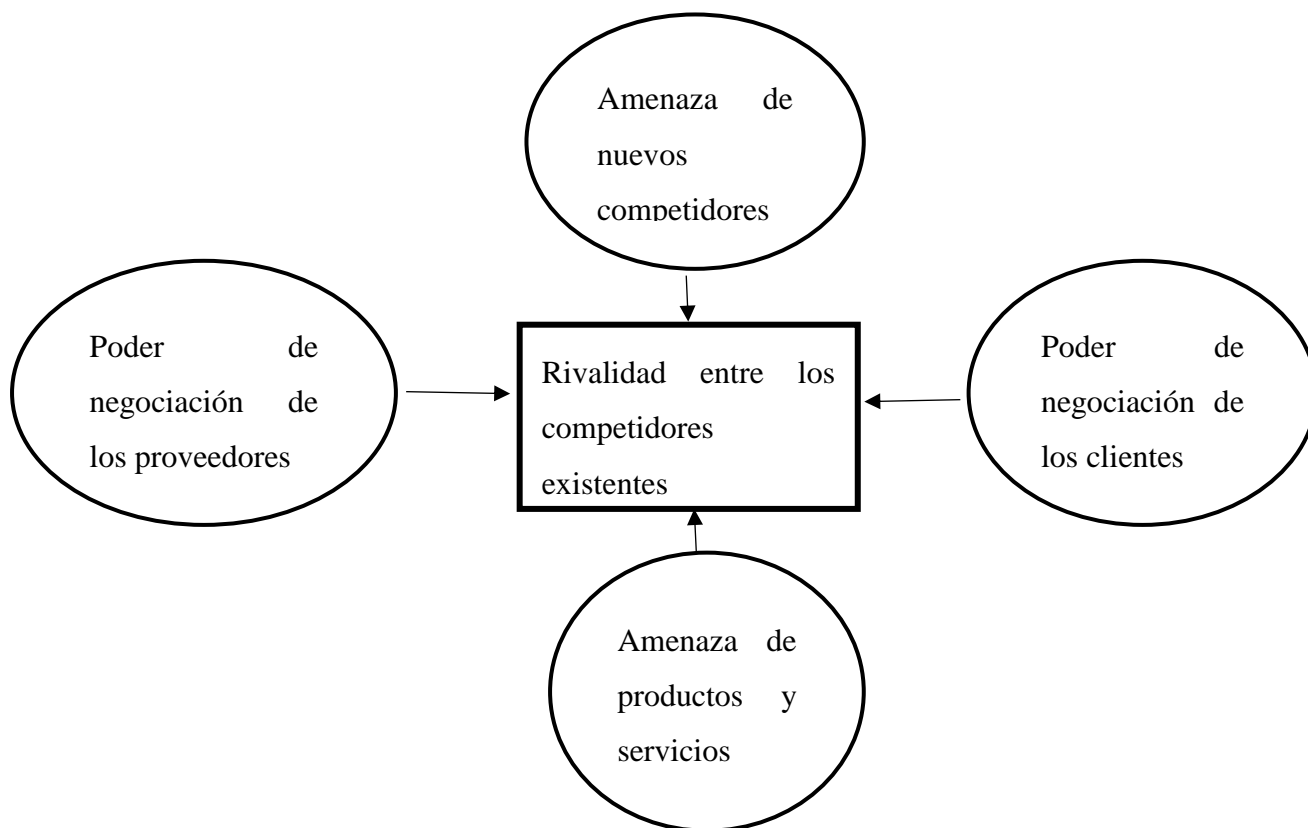 Amenaza de
nuevos
competidores
Poder de
negociación de
los proveedores
Rivalidad entre los
competidores
existentes
Poder de
negociación de
los clientes
Amenaza de
productos y
servicios